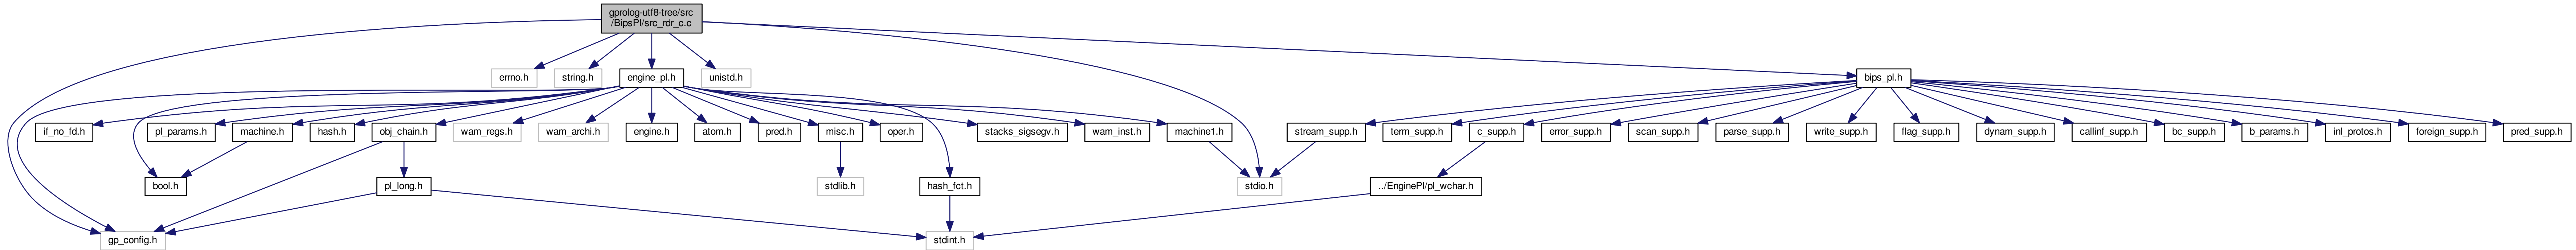 gprolog-utf8-tree/src
/BipsPl/src_rdr_c.c
errno.h
string.h
engine_pl.h
unistd.h
bips_pl.h
if_no_fd.h
pl_params.h
machine.h
hash.h
obj_chain.h
wam_regs.h
wam_archi.h
engine.h
atom.h
pred.h
misc.h
oper.h
stacks_sigsegv.h
wam_inst.h
machine1.h
stream_supp.h
term_supp.h
c_supp.h
error_supp.h
scan_supp.h
parse_supp.h
write_supp.h
flag_supp.h
dynam_supp.h
callinf_supp.h
bc_supp.h
b_params.h
inl_protos.h
foreign_supp.h
pred_supp.h
bool.h
pl_long.h
stdlib.h
hash_fct.h
stdio.h
../EnginePl/pl_wchar.h
gp_config.h
stdint.h